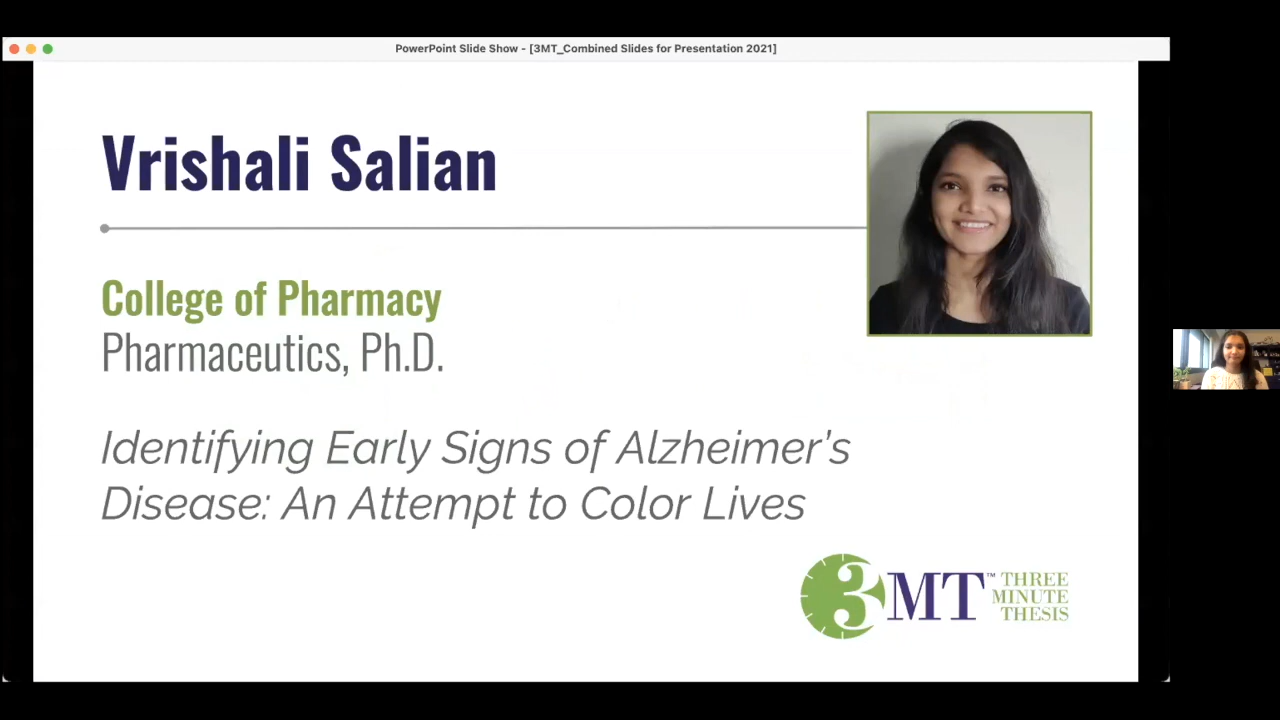 PowerPoint Slide Show - [3MT_Combined Slides for Presentation 2021]
Vrishali Salian
College of Pharmacy
Pharmaceutics, Ph.D.
Identifying Early Signs of Alzheimer’s
Disease: An Attempt to Color Lives
3MT™ THREE
MINUTE
THESIS